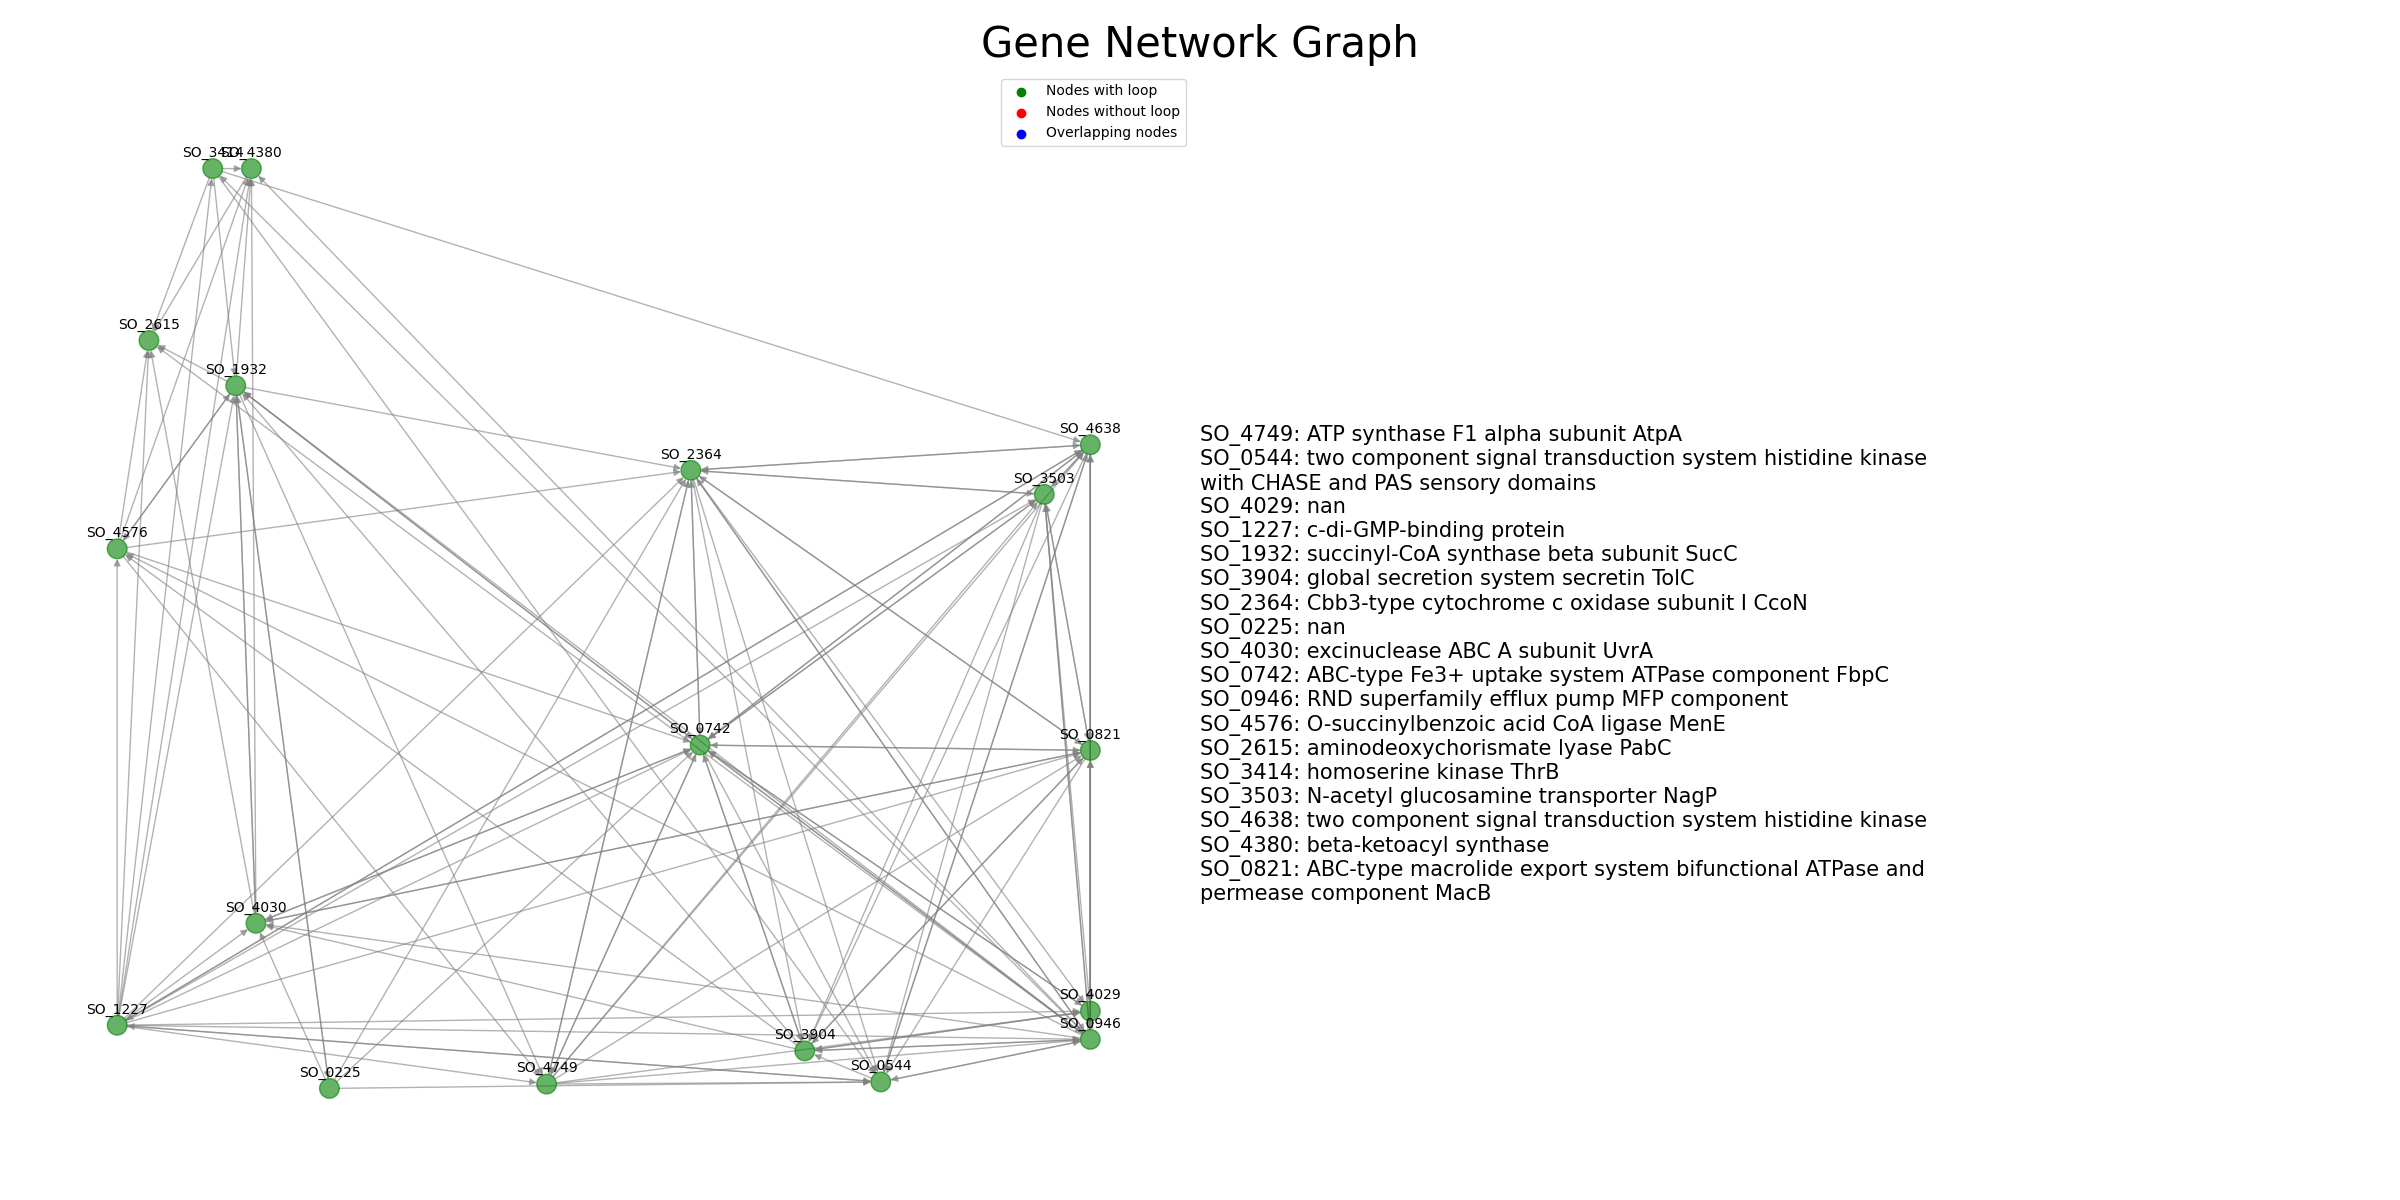 Gene Network Graph
Nodes with loop
Nodes without loop
Overlapping nodes
SO_3414
SO_4380
SO_2615
SO_1932
SO_4638
SO_2364
SO_3503
SO_4576
SO_0742
SO_0821
SO_4030
SO_4029
SO_1227
SO_0946
SO_3904
SO_0225
SO_4749
SO_0544
SO_4749: ATP synthase F1 alpha subunit AtpA
SO_0544: two component signal transduction system histidine kinase
with CHASE and PAS sensory domains
SO_4029: nan
SO_1227: c-di-GMP-binding protein
SO_1932: succinyl-CoA synthase beta subunit SucC
SO_3904: global secretion system secretin TolC
SO_2364: Cbb3-type cytochrome c oxidase subunit I CcoN
SO_0225: nan
SO_4030: excinuclease ABC A subunit UvrA
SO_0742: ABC-type Fe3+ uptake system ATPase component FbpC
SO_0946: RND superfamily efflux pump MFP component
SO_4576: O-succinylbenzoic acid CoA ligase MenE
SO_2615: aminodeoxychorismate lyase PabC
SO_3414: homoserine kinase ThrB
SO_3503: N-acetyl glucosamine transporter NagP
SO_4638: two component signal transduction system histidine kinase
SO_4380: beta-ketoacyl synthase
SO_0821: ABC-type macrolide export system bifunctional ATPase and
permease component MacB